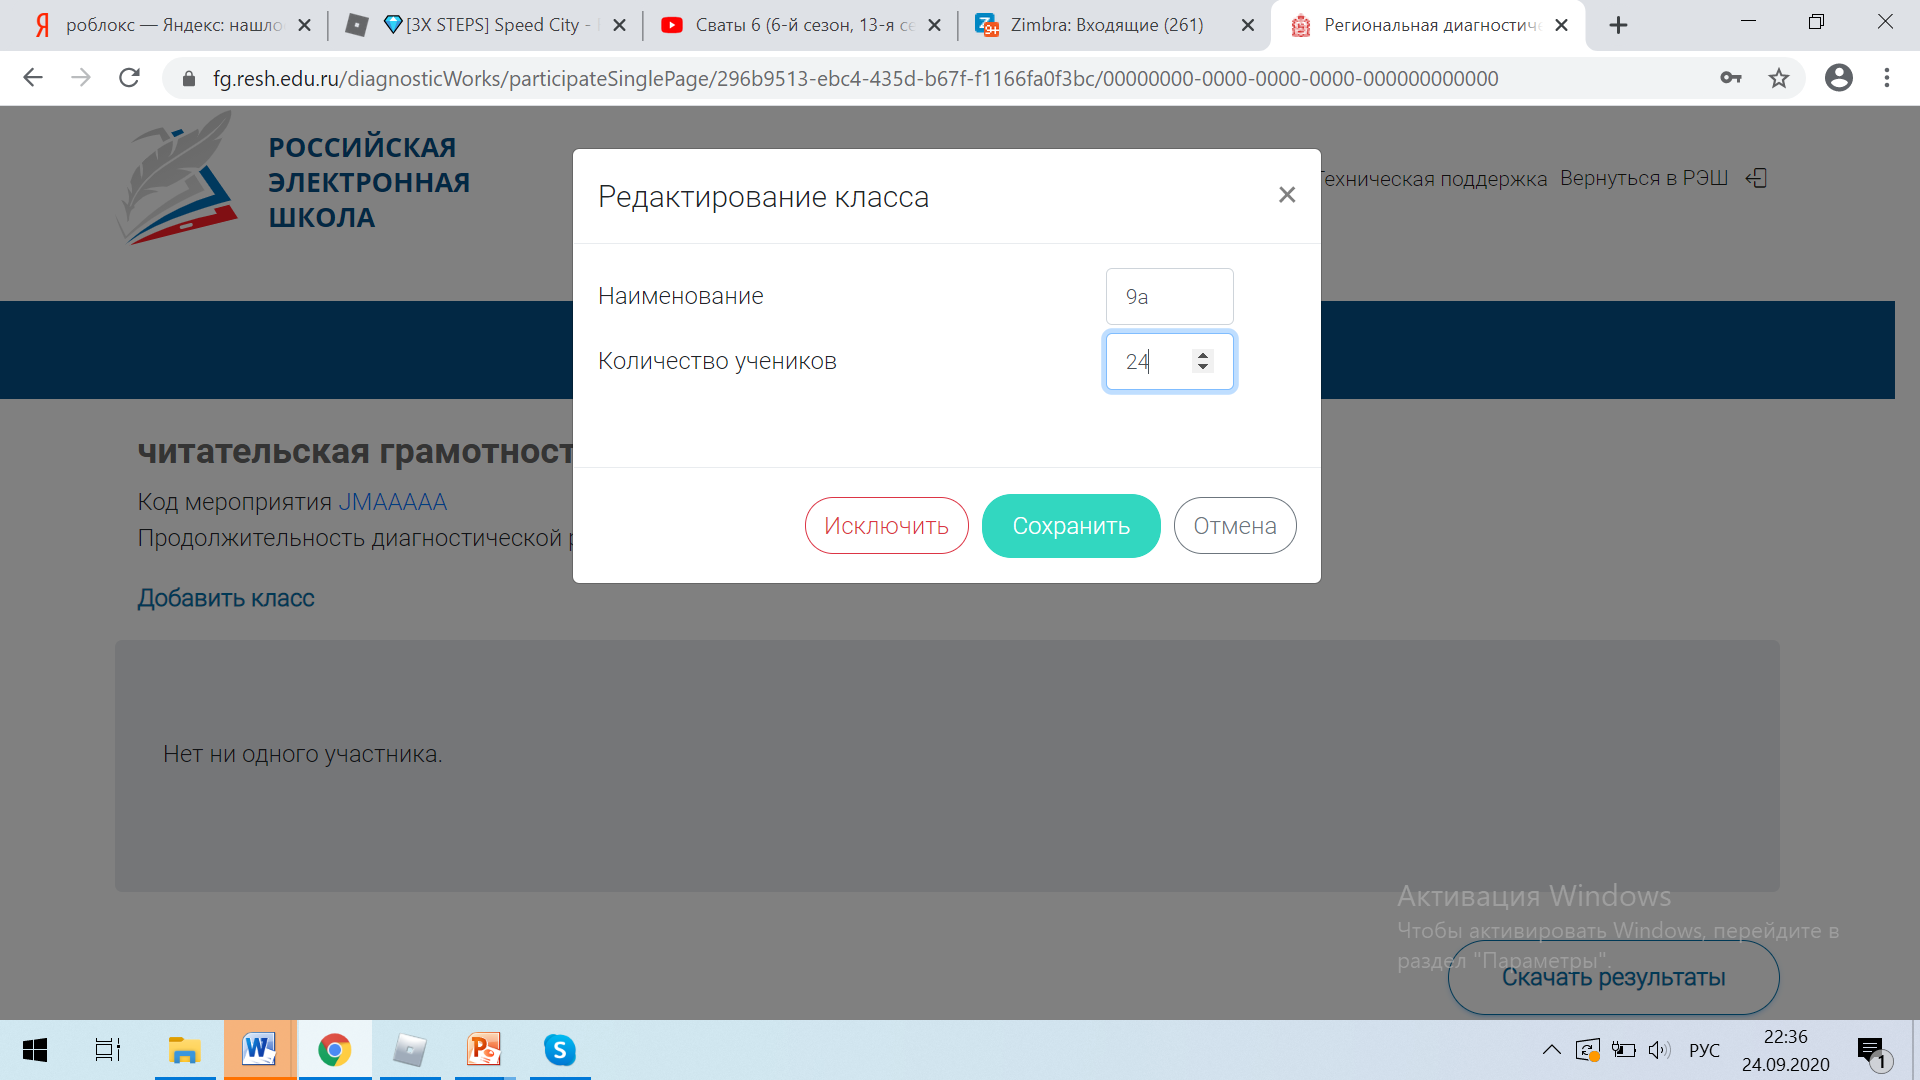 роблокс — Яндекс: нашло
[3X STEPS] Speed City -
Сваты 6 (6-й сезон, 13-я се
Zimbra: Входящие (261)
Региональная диагностиче
fg.resh.edu.ru/diagnosticWorks/participateSinglePage/296b9513-ebc4-435d-b67f-f1166fa0f3bc/00000000-0000-0000-0000-000000000000
РОССИЙСКАЯ
ЭЛЕКТРОННАЯ
ШКОЛА
Техническая поддержка Вернуться в РЭШ
Редактирование класса
Наименование 9а
Количество учеников 24
Исключить Сохранить Отмена
читательская грамотност
Код мероприятия JMAAAAA
Продолжительность диагностической р
Добавить класс
Нет ни одного участника.
Активация Windows
Чтобы активировать Windows, перейдите в
раздел "Параметры".
Скачать результаты
РУС
22:36
24.09.2020
1